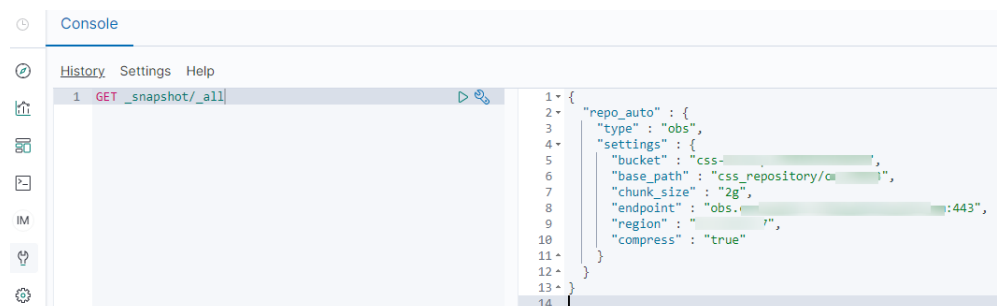 Console
History Settings Help
1 GET _snapshot/_all
1 {
2 "repo_auto" : {
3 "type" : "obs",
4 "settings" : {
5 "bucket" : "css-
6 "base_path" : "css_repository/
7 "chunk_size" : "2g",
8 "endpoint" : "obs. :443",
9 "region" : " ",
10 "compress" : "true"
11 }
12 }
13 }
14
IM